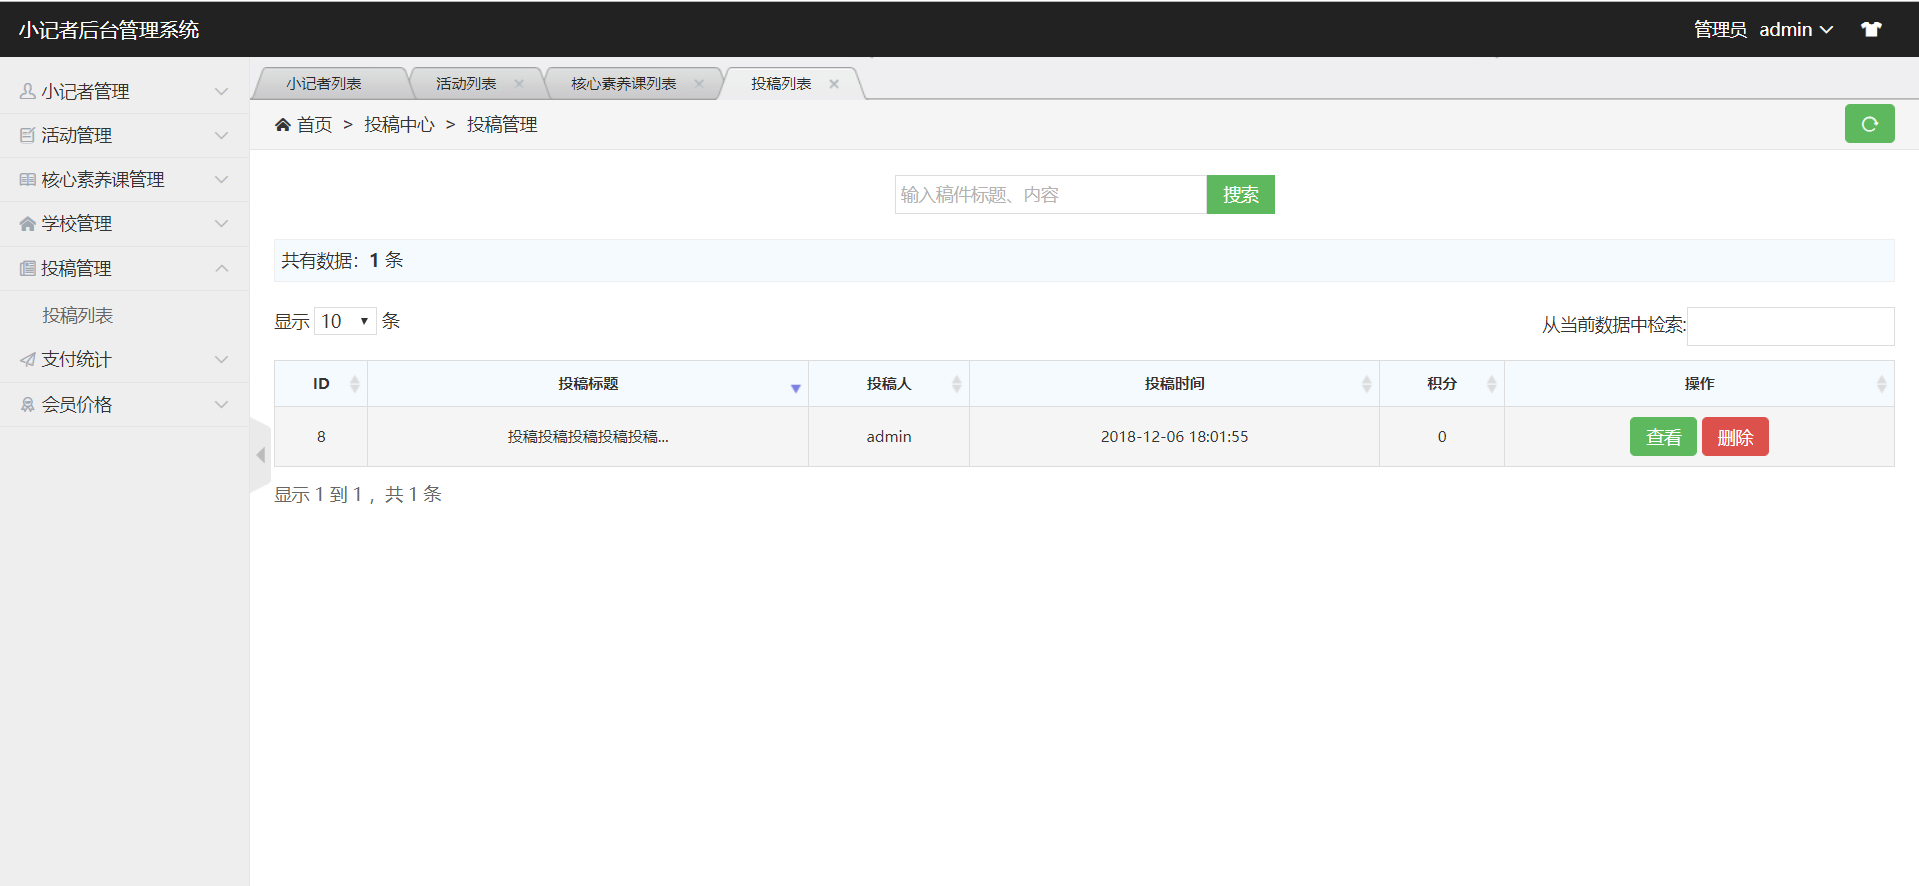 小记者后台管理系统
管理员 admin
小记者管理
活动管理
核心素养课管理
学校管理
投稿管理
投稿列表
支付统计
会员价格
小记者列表 活动列表 核心素养课列表 投稿列表
首页 > 投稿中心 > 投稿管理
输入稿件标题、内容 搜索
共有数据：1 条
显示 10 条
从当前数据中检索:
ID 投稿标题 投稿人 投稿时间 积分 操作
8 投稿投稿投稿投稿投稿... admin 2018-12-06 18:01:55 0 查看 删除
显示 1 到 1 ，共 1 条